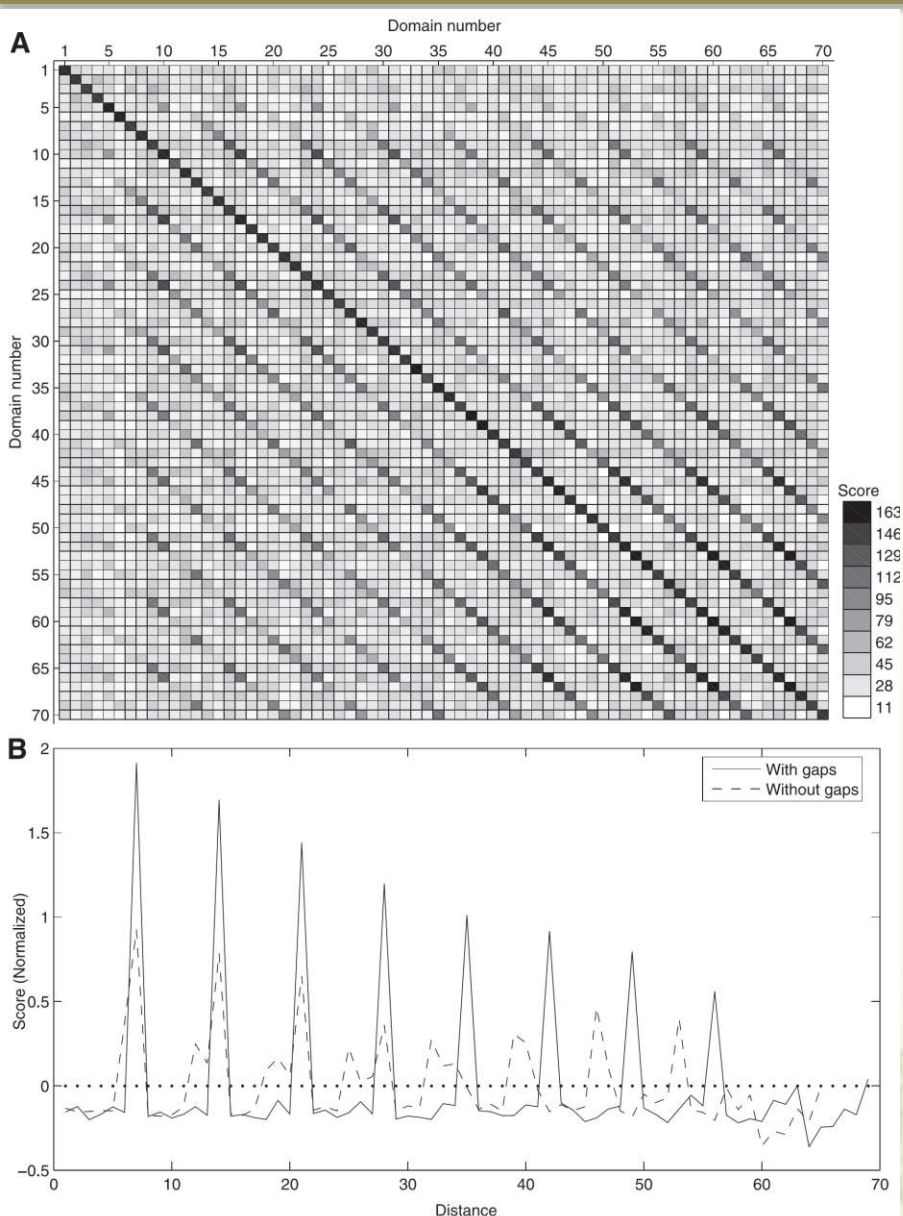 A
Domain number
1 5 10 15 20 25 30 35 40 45 50 55 60 65 70
1
5
10
15
20
25
30
35
40
45
50
55
60
65
70
Domain number
Score
163
146
129
112
95
79
62
45
28
11
B
2
1.5
1
0.5
0
−0.5
Score (Normalized)
With gaps
Without gaps
0 10 20 30 40 50 60 70
Distance